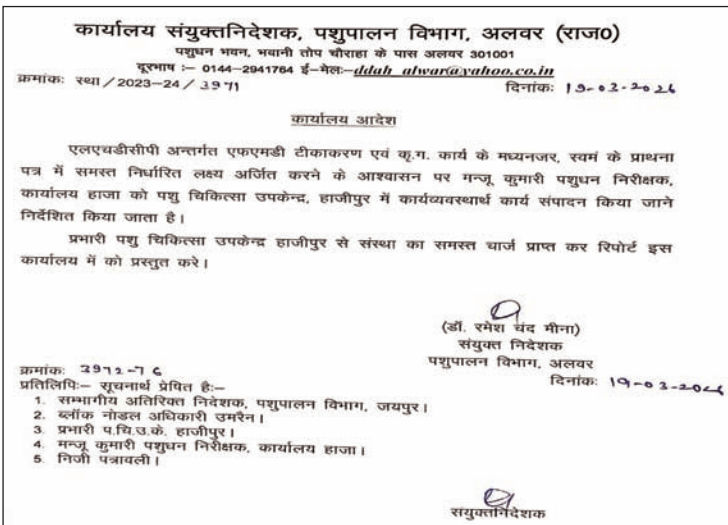 कार्यालय संयुक्तनिदेशक, पशुपालन विभाग, अलवर (राज0)
पशुधन भवन, भवानी तोप चौराहा के पास अलवर 301001
दूरभाष :– 0144-2941764 ई–मेलः–ddah_alwar@yahoo.co.in
क्रमांकः स्था/2023-24/3971 दिनांकः 19-03-2026
कार्यालय आदेश
एलएचडीसीपी अन्तर्गत एफएमडी टीकाकरण एवं कृ.ग. कार्य के मध्यनजर, स्वमं के प्राथना
पत्र में समस्त निर्धारित लक्ष्य अर्जित करने के आश्वासन पर मन्जू कुमारी पशुधन निरीक्षक,
कार्यालय हाजा को पशु चिकित्सा उपकेन्द्र, हाजीपुर में कार्यव्यवस्थार्थ कार्य संपादन किया जाने
निर्देशित किया जाता है।
प्रभारी पशु चिकित्सा उपकेन्द्र हाजीपुर से संस्था का समस्त चार्ज प्राप्त कर रिपोर्ट इस
कार्यालय में को प्रस्तुत करे।
(डॉ. रमेश चंद मीना)
संयुक्त निदेशक
पशुपालन विभाग, अलवर
क्रमांकः 3972-76 दिनांकः 19-03-2026
प्रतिलिपिः– सूचनार्थ प्रेषित हैः–
1. सम्भागीय अतिरिक्त निदेशक, पशुपालन विभाग, जयपुर।
2. ब्लॉक नोडल अधिकारी उमरैन।
3. प्रभारी प.चि.उ.के. हाजीपुर।
4. मन्जू कुमारी पशुधन निरीक्षक, कार्यालय हाजा।
5. निजी पत्रावली।
संयुक्तनिदेशक